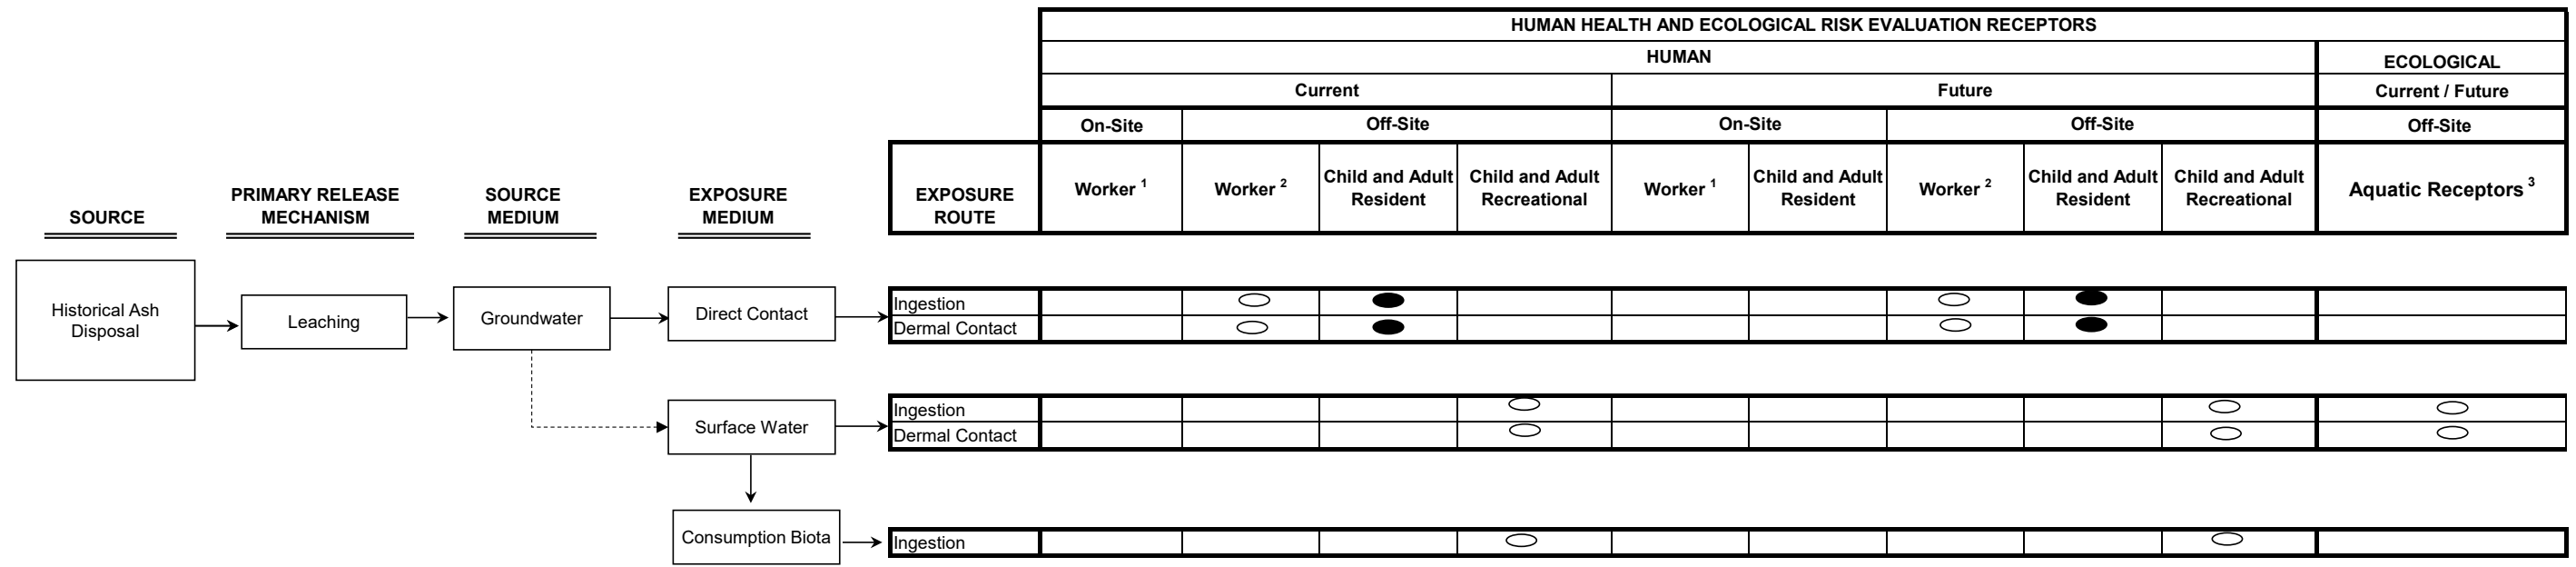 HUMAN HEALTH AND ECOLOGICAL RISK EVALUATION RECEPTORS
HUMAN
ECOLOGICAL
Current
Future
Current / Future
On-Site
Off-Site
On-Site
Off-Site
Off-Site
SOURCE
PRIMARY RELEASE
MECHANISM
SOURCE
MEDIUM
EXPOSURE
MEDIUM
EXPOSURE
ROUTE
Worker 1
Worker 2
Child and Adult
Resident
Child and Adult
Recreational
Worker 1
Child and Adult
Resident
Worker 2
Child and Adult
Resident
Child and Adult
Recreational
Aquatic Receptors 3
Historical Ash
Disposal
Leaching
Groundwater
Direct Contact
Ingestion
Dermal Contact
Surface Water
Ingestion
Dermal Contact
Consumption Biota
Ingestion